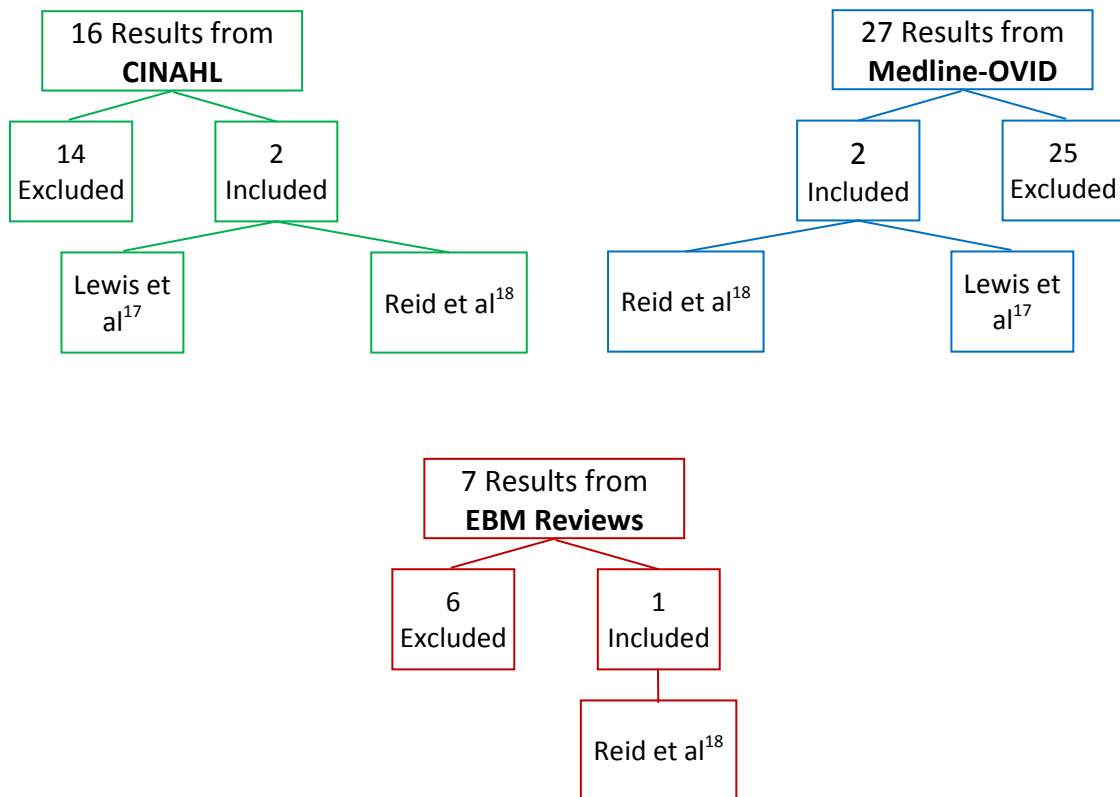 16 Results from
CINAHL
14
Excluded
2
Included
Lewis et
al17
Reid et al18
27 Results from
Medline-OVID
2
Included
25
Excluded
Reid et al18
Lewis et
al17
7 Results from
EBM Reviews
6
Excluded
1
Included
Reid et al18